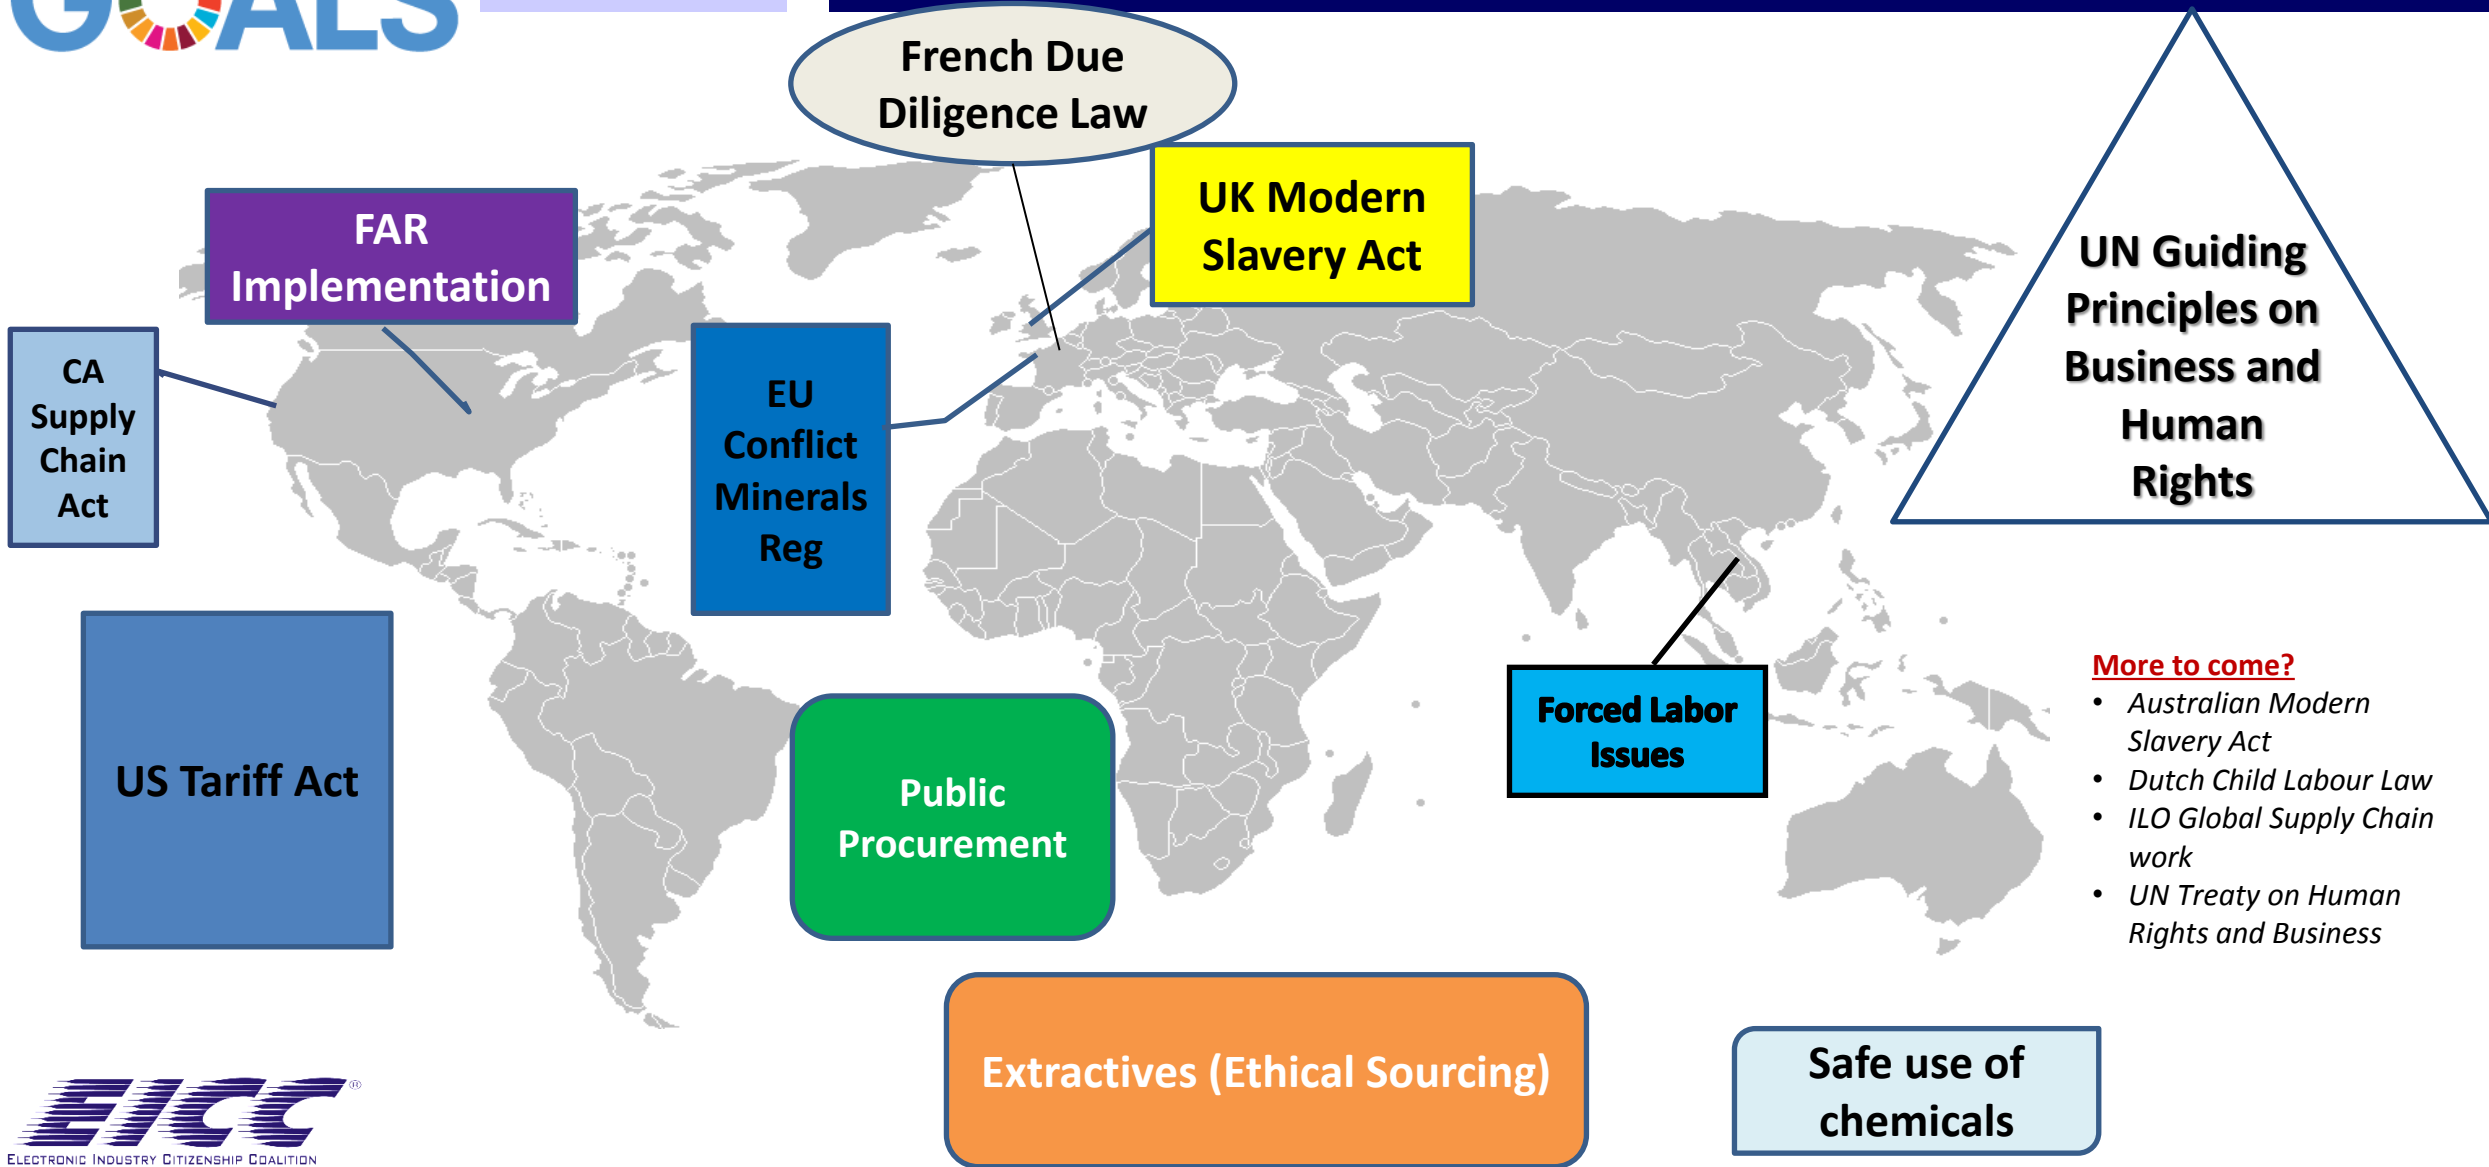 GOALS
French Due
Diligence Law
UK Modern
Slavery Act
FAR
Implementation
UN Guiding
Principles on
Business and
Human
Rights
CA
Supply
Chain
Act
EU
Conflict
Minerals
Reg
US Tariff Act
Public
Procurement
Forced Labor
Issues
More to come?
• Australian Modern
Slavery Act
• Dutch Child Labour Law
• ILO Global Supply Chain
work
• UN Treaty on Human
Rights and Business
Extractives (Ethical Sourcing)
Safe use of
chemicals
EICC®
ELECTRONIC INDUSTRY CITIZENSHIP COALITION